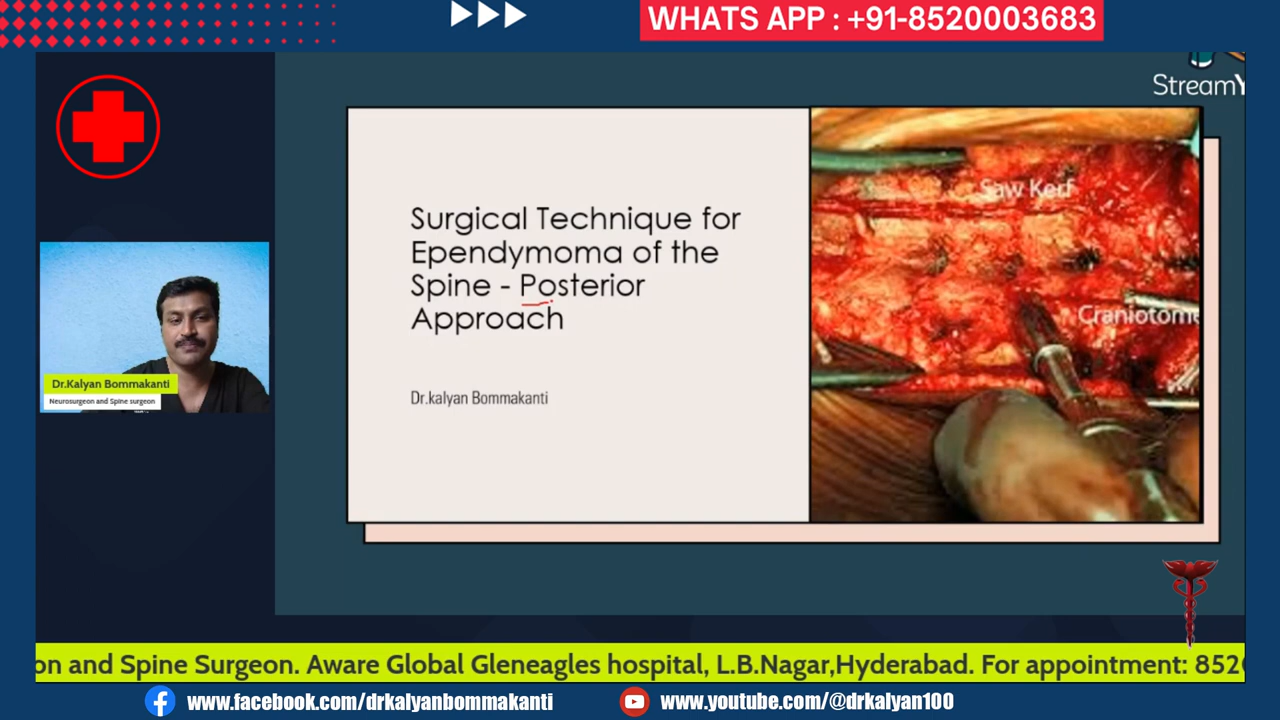 WHATS APP : +91-8520003683
StreamY
Surgical Technique for
Ependymoma of the
Spine - Posterior
Approach
Dr.kalyan Bommakanti
Saw Kerf
Craniotome
Dr.Kalyan Bommakanti
Neurosurgeon and Spine surgeon
on and Spine Surgeon. Aware Global Gleneagles hospital, L.B.Nagar,Hyderabad. For appointment: 852
www.facebook.com/drkalyanbommakanti
www.youtube.com/@drkalyan100